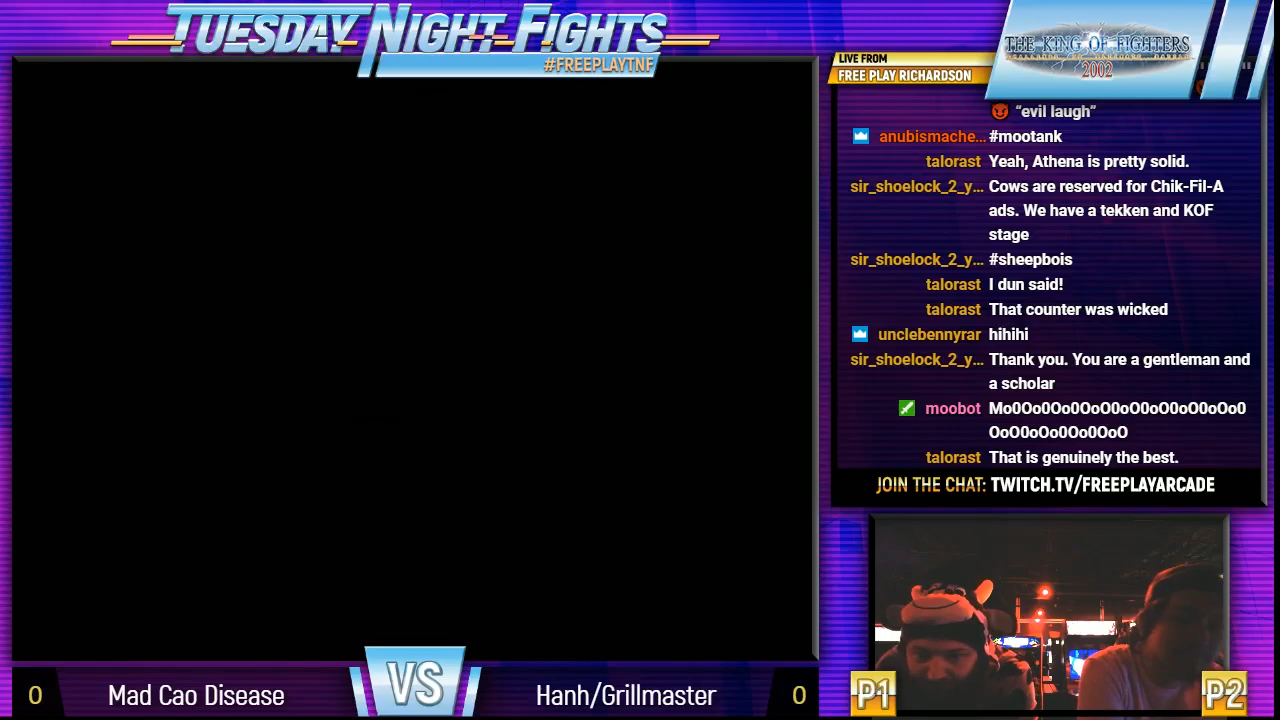 TUESDAY NIGHT FIGHTS
#FREEPLAYTNF
LIVE FROM
FREE PLAY RICHARDSON
THE KING OF FIGHTERS
2002
😈 “evil laugh”
anubismache… #mootank
talorast Yeah, Athena is pretty solid.
sir_shoelock_2_y… Cows are reserved for Chik-Fil-A
ads. We have a tekken and KOF
stage
sir_shoelock_2_y… #sheepbois
talorast I dun said!
talorast That counter was wicked
unclebennyrar hihihi
sir_shoelock_2_y… Thank you. You are a gentleman and
a scholar
talorast That is genuinely the best.
JOIN THE CHAT: TWITCH.TV/FREEPLAYARCADE
0 Mad Cao Disease VS Hanh/Grillmaster 0
P1 P2